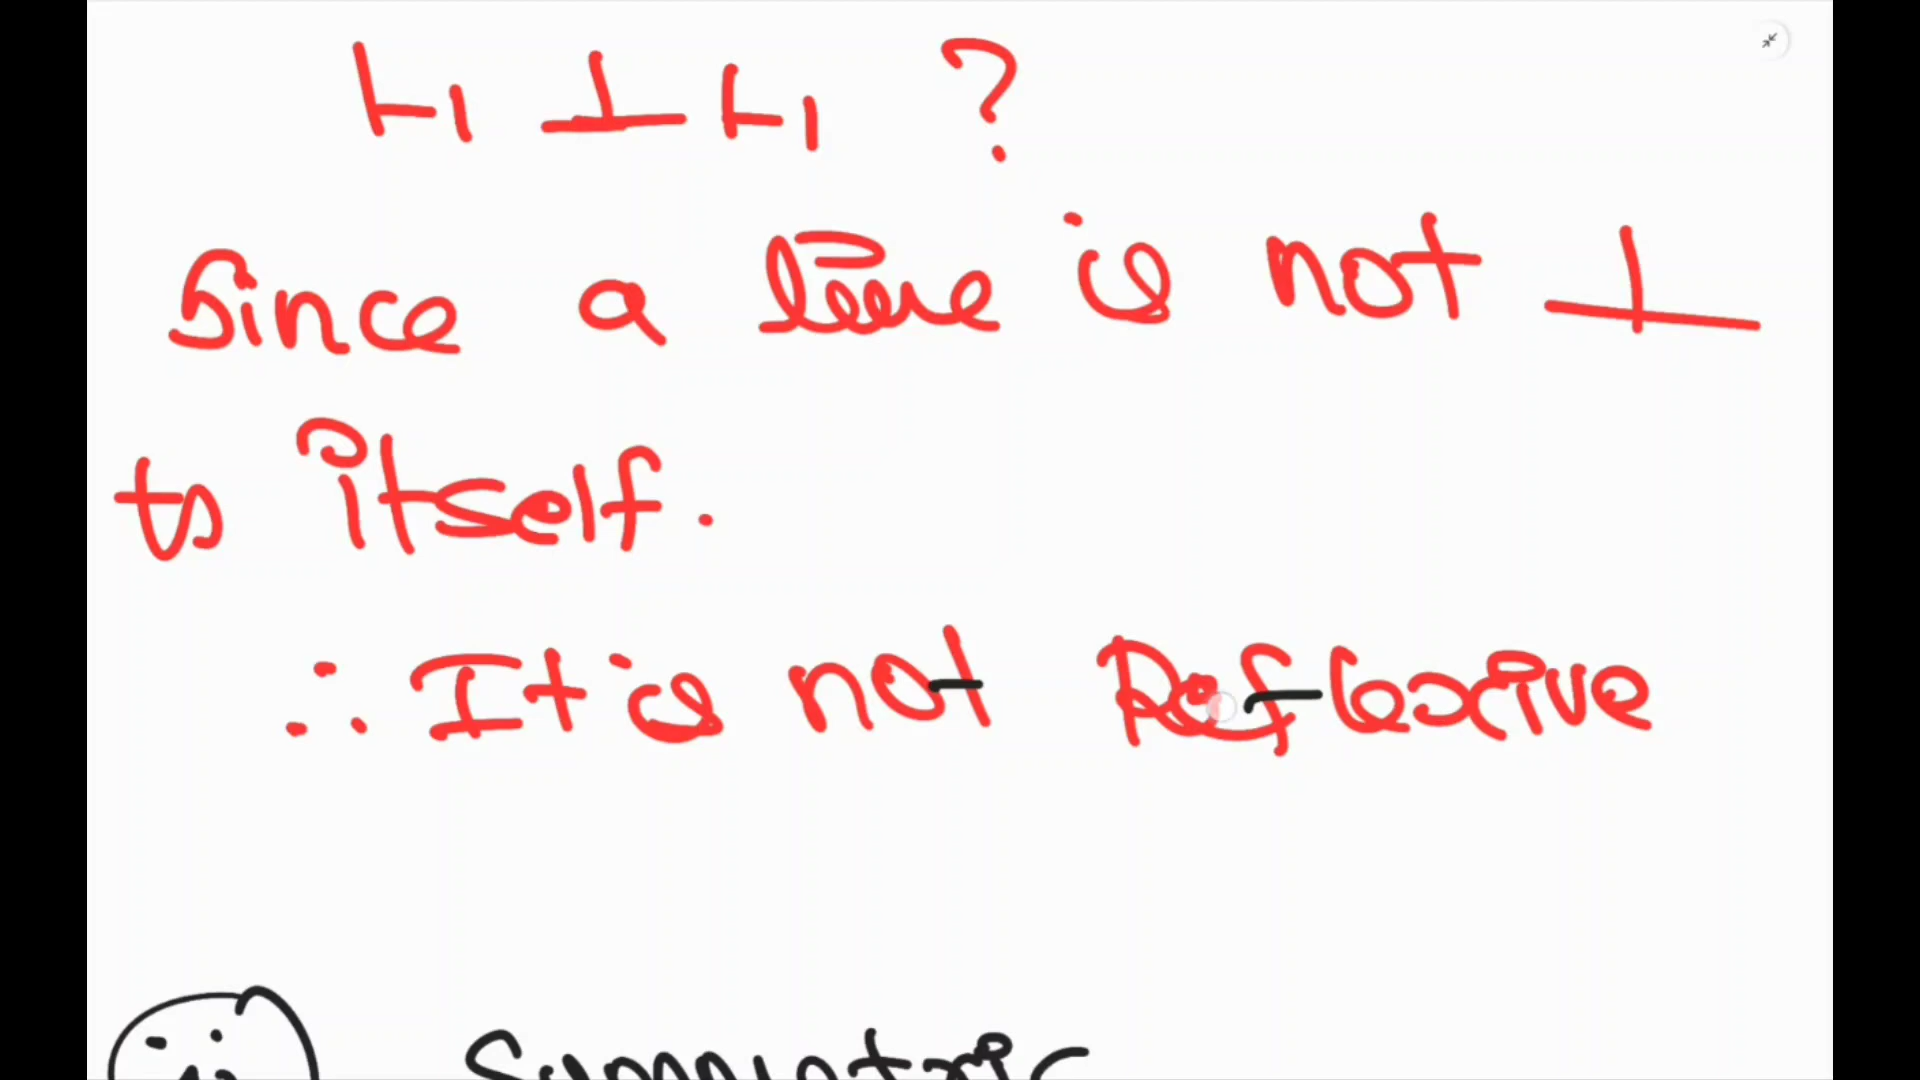 L1 ⊥ L1 ?
Since a line is not ⊥
to itself.
∴ It is not Reflexive
ii Symmetric